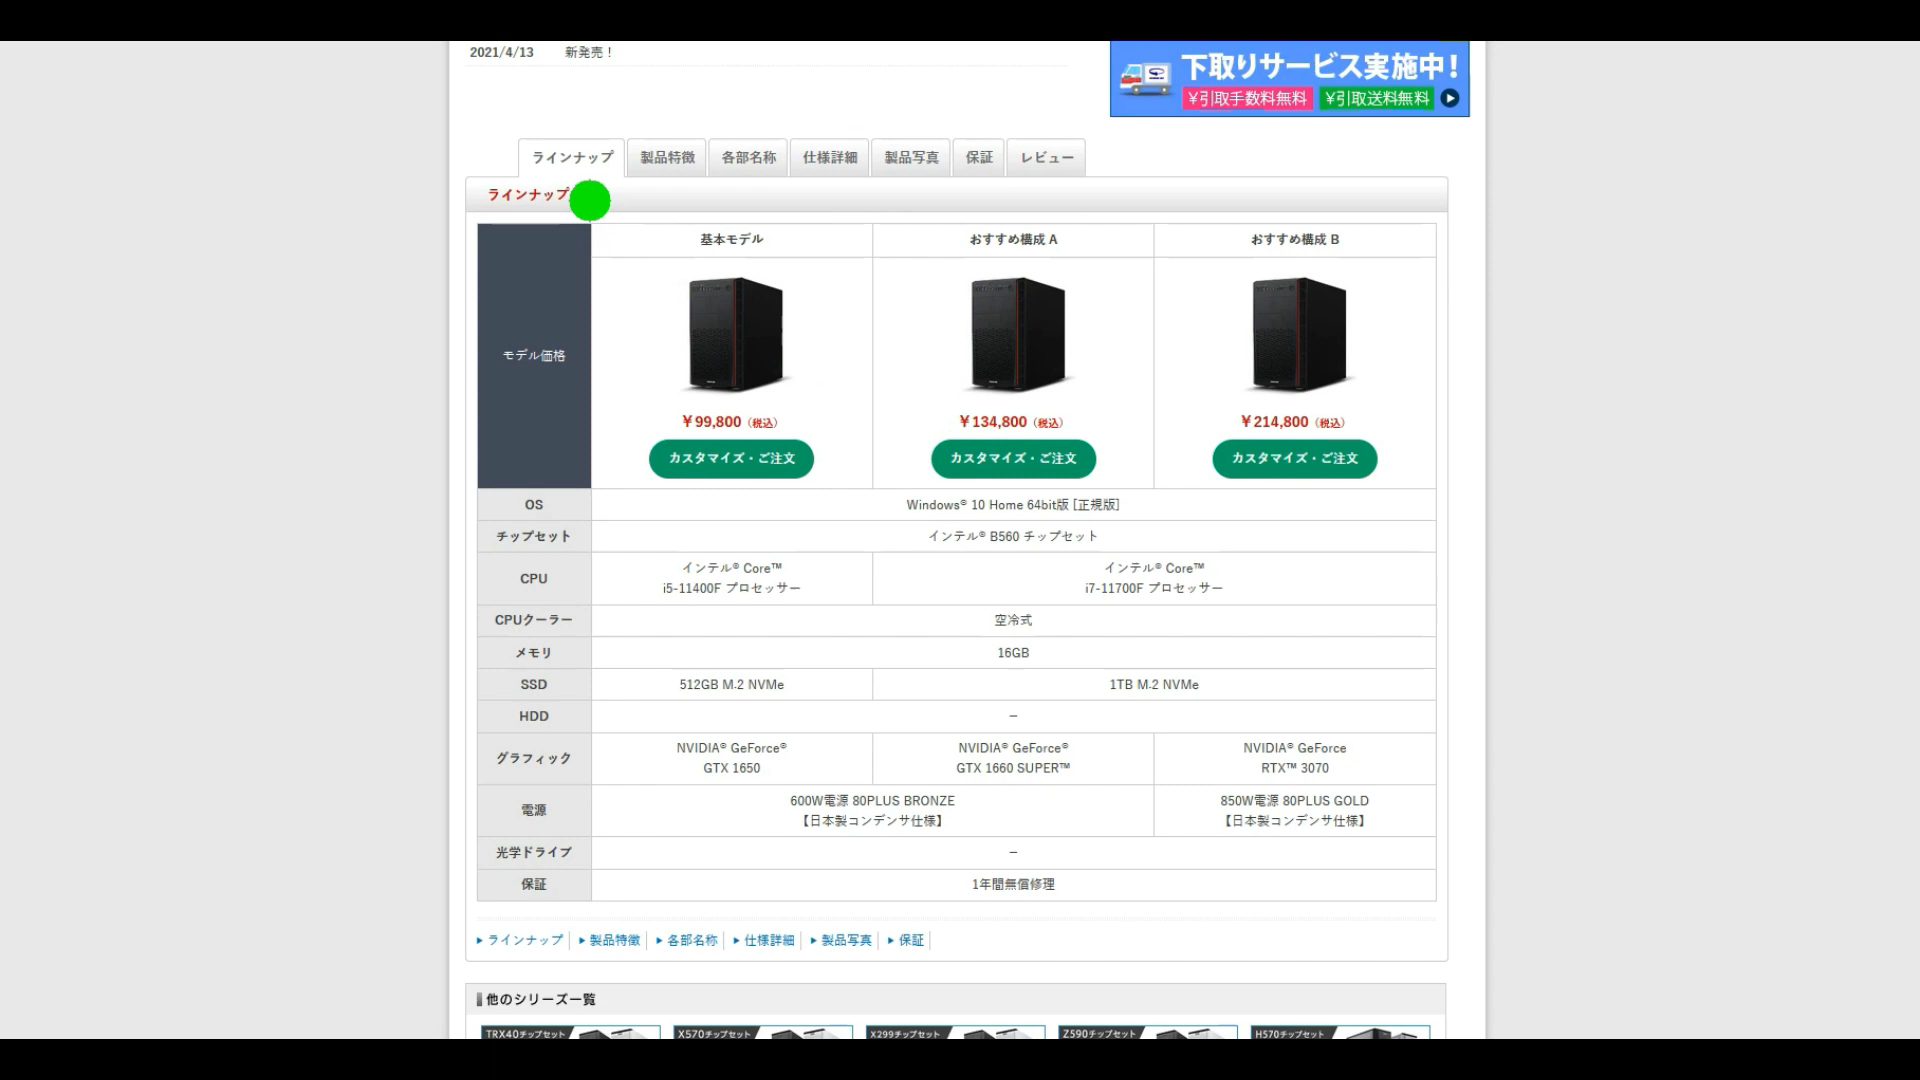 2021/4/13 新発売！
下取りサービス実施中!
¥引取手数料無料 ¥引取送料無料
ラインナップ 製品特徴 各部名称 仕様詳細 製品写真 保証 レビュー
ラインナップ
モデル価格
基本モデル おすすめ構成 A おすすめ構成 B
￥99,800（税込） ￥134,800（税込） ￥214,800（税込）
カスタマイズ・ご注文 カスタマイズ・ご注文 カスタマイズ・ご注文
OS Windows® 10 Home 64bit版 [正規版]
チップセット インテル® B560 チップセット
CPU インテル® Core™ インテル® Core™
i5-11400F プロセッサー i7-11700F プロセッサー
CPUクーラー 空冷式
メモリ 16GB
SSD 512GB M.2 NVMe 1TB M.2 NVMe
HDD –
グラフィック NVIDIA® GeForce® NVIDIA® GeForce® NVIDIA® GeForce
GTX 1650 GTX 1660 SUPER™ RTX™ 3070
電源 600W電源 80PLUS BRONZE 850W電源 80PLUS GOLD
【日本製コンデンサ仕様】 【日本製コンデンサ仕様】
光学ドライブ –
保証 1年間無償修理
ラインナップ 製品特徴 各部名称 仕様詳細 製品写真 保証
他のシリーズ一覧
TRX40チップセット X570チップセット X299チップセット Z590チップセット H570チップセット